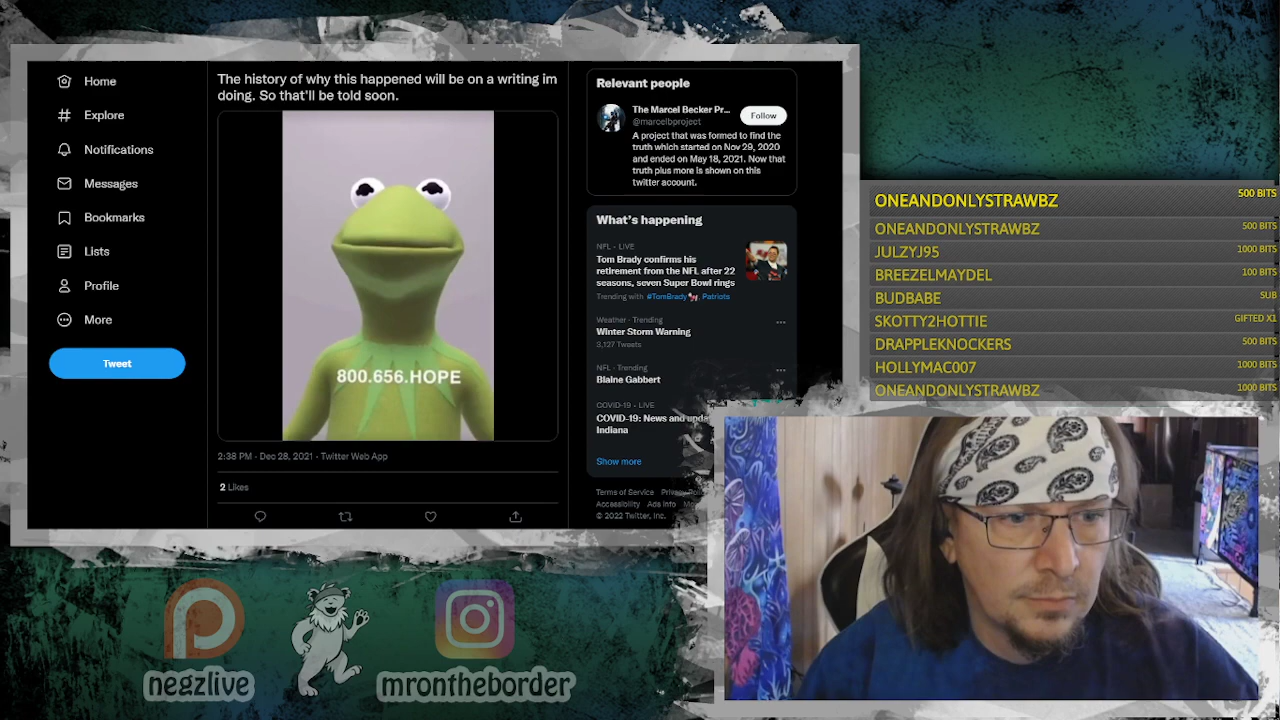 Home
Explore
Notifications
Messages
Bookmarks
Lists
Profile
More
Tweet
The history of why this happened will be on a writing im
doing. So that'll be told soon.
800.656.HOPE
2:38 PM · Dec 28, 2021 · Twitter Web App
2 Likes
Relevant people
The Marcel Becker Pr...
@marcelbproject
Follow
A project that was formed to find the
truth which started on Nov 29, 2020
and ended on May 18, 2021. Now that
truth plus more is shown on this
twitter account.
What's happening
NFL · LIVE
Tom Brady confirms his
retirement from the NFL after 22
seasons, seven Super Bowl rings
Trending with #TomBrady, Patriots
Weather · Trending
Winter Storm Warning
3,127 Tweets
NFL · Trending
Blaine Gabbert
COVID-19 · LIVE
COVID-19: News and upda
Indiana
Show more
Terms of Service
Accessibility Ads info
© 2022 Twitter, Inc.
ONEANDONLYSTRAWBZ 500 BITS
ONEANDONLYSTRAWBZ 500 BITS
JULZYJ95 1000 BITS
BREEZELMAYDEL 100 BITS
BUDBABE SUB
SKOTTY2HOTTIE GIFTED X1
DRAPPLEKNOCKERS 500 BITS
HOLLYMAC007 1000 BITS
ONEANDONLYSTRAWBZ 1000 BITS
negzlive
mrontheborder